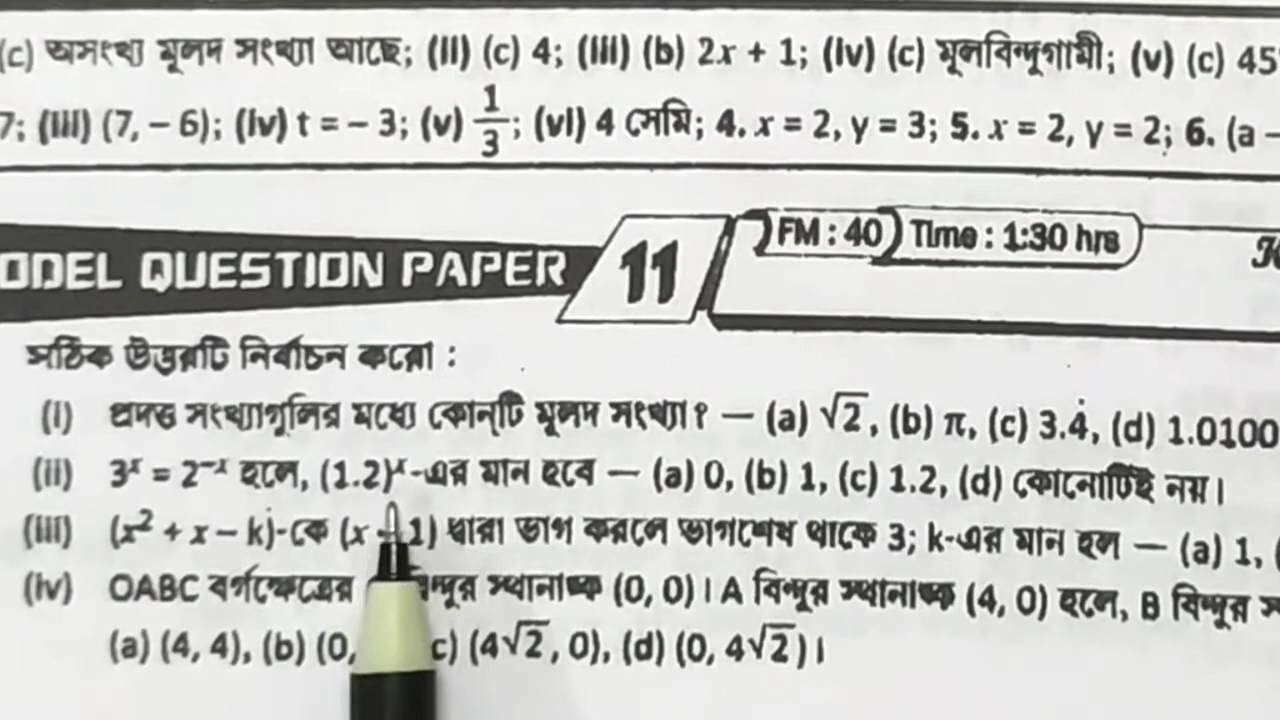 (c) অসংখ্য মূলদ সংখ্যা আছে; (ii) (c) 4; (iii) (b) 2x + 1; (iv) (c) মূলবিন্দুগামী; (v) (c) 45
7; (iii) (7, – 6); (iv) t = – 3; (v) 1/3; (vi) 4 সেমি; 4. x = 2, y = 3; 5. x = 2, y = 2; 6. (a –
ODEL QUESTION PAPER 11 FM : 40 Time : 1:30 hrs
সঠিক উত্তরটি নির্বাচন করো :
(i) প্রদত্ত সংখ্যাগুলির মধ্যে কোন্‌টি মূলদ সংখ্যা? — (a) √2, (b) π, (c) 3.4̇, (d) 1.0100
(ii) 3ˣ = 2⁻ˣ হলে, (1.2)ˣ-এর মান হবে — (a) 0, (b) 1, (c) 1.2, (d) কোনোটিই নয়।
(iii) (x² + x – k)-কে (x 1) দ্বারা ভাগ করলে ভাগশেষ থাকে 3; k-এর মান হল — (a) 1, (
(iv) OABC বর্গক্ষেত্রের স্থানাঙ্ক (0, 0)। A বিন্দুর স্থানাঙ্ক (4, 0) হলে, B বিন্দুর
(a) (4, 4), (b) (0, c) (4√2, 0), (d) (0, 4√2)।